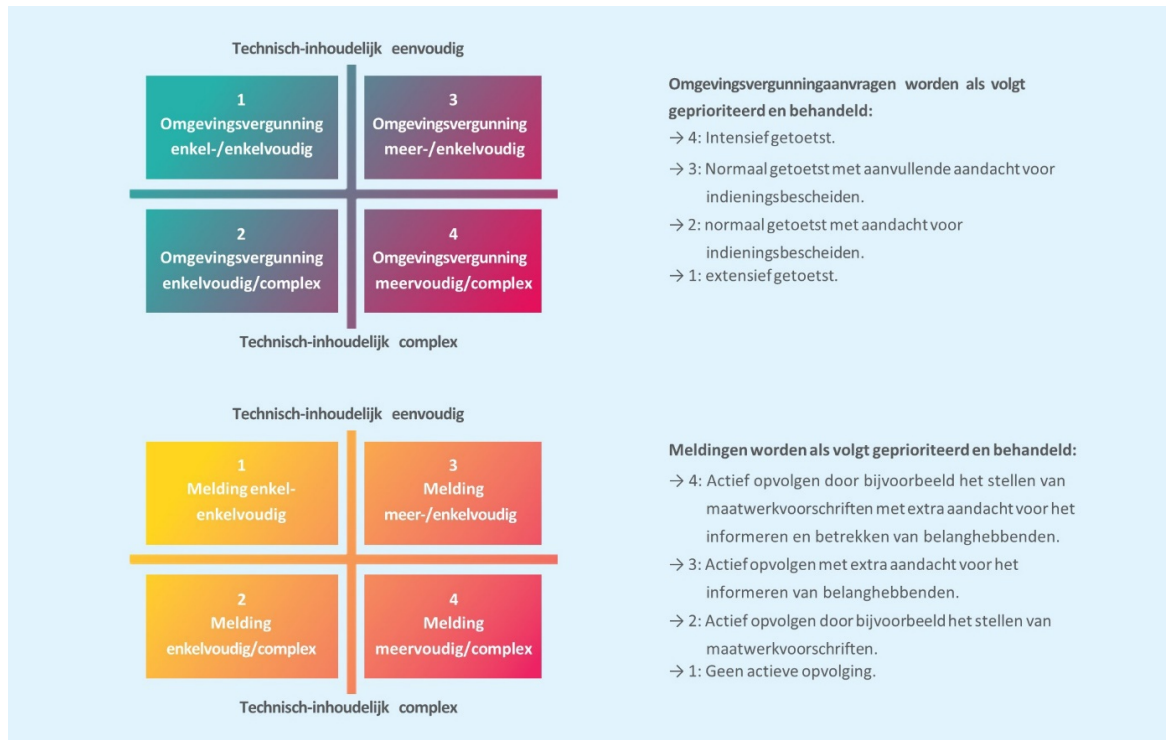 Technisch-inhoudelijk eenvoudig
1
Omgevingsvergunning
enkel-/enkelvoudig
3
Omgevingsvergunning
meer-/enkelvoudig
2
Omgevingsvergunning
enkelvoudig/complex
4
Omgevingsvergunning
meervoudig/complex
Technisch-inhoudelijk complex
Omgevingsvergunningaanvragen worden als volgt
geprioriteerd en behandeld:
→ 4: Intensief getoetst.
→ 3: Normaal getoetst met aanvullende aandacht voor
indieningsbescheiden.
→ 2: normaal getoetst met aandacht voor
indieningsbescheiden.
→ 1: extensief getoetst.
Technisch-inhoudelijk eenvoudig
1
Melding enkel-
enkelvoudig
3
Melding
meer-/enkelvoudig
2
Melding
enkelvoudig/complex
4
Melding
meervoudig/complex
Technisch-inhoudelijk complex
Meldingen worden als volgt geprioriteerd en behandeld:
→ 4: Actief opvolgen door bijvoorbeeld het stellen van
maatwerkvoorschriften met extra aandacht voor het
informeren en betrekken van belanghebbenden.
→ 3: Actief opvolgen met extra aandacht voor het
informeren van belanghebbenden.
→ 2: Actief opvolgen door bijvoorbeeld het stellen van
maatwerkvoorschriften.
→ 1: Geen actieve opvolging.